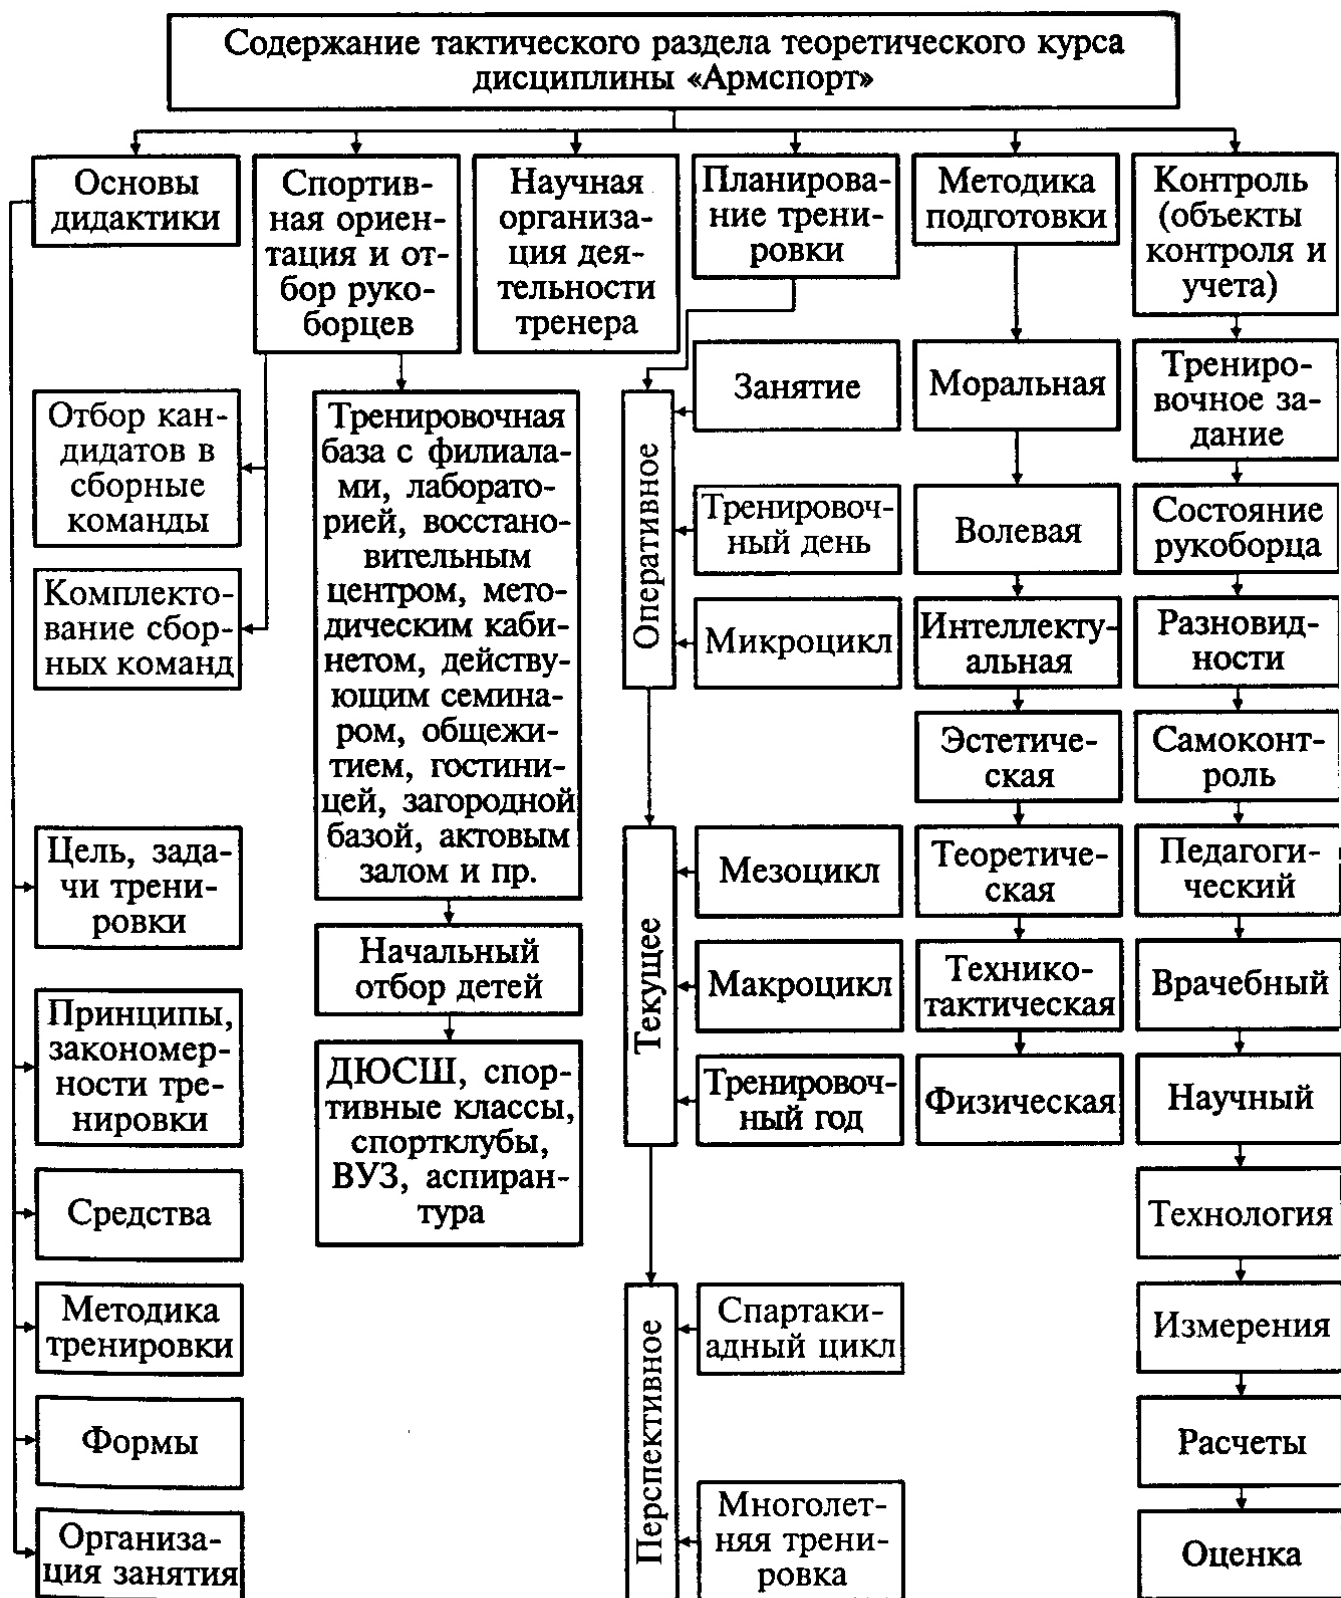 Содержание тактического раздела теоретического курса
дисциплины «Армспорт»
Основы
дидактики
Спортив-
ная ориен-
тация и от-
бор руко-
борцев
Научная
организа-
ция дея-
тельности
тренера
Планирова-
ние трени-
ровки
Методика
подготовки
Контроль
(объекты
контроля и
учета)
Отбор кан-
дидатов в
сборные
команды
Комплекто-
вание сбор-
ных команд
Цель, зада-
чи трени-
ровки
Принципы,
закономер-
ности тре-
нировки
Средства
Методика
тренировки
Формы
Организа-
ция занятия
Тренировочная
база с филиала-
ми, лаборато-
рией, восстано-
вительным
центром, мето-
дическим каби-
нетом, действу-
ющим семина-
ром, общежи-
тием, гостини-
цей, загородной
базой, актовым
залом и пр.
Начальный
отбор детей
ДЮСШ, спор-
тивные классы,
спортклубы,
ВУЗ, аспиран-
тура
Оперативное
Занятие
Тренировоч-
ный день
Микроцикл
Текущее
Мезоцикл
Макроцикл
Тренировоч-
ный год
Перспективное
Спартаки-
адный цикл
Многолет-
няя трени-
ровка
Моральная
Волевая
Интеллекту-
альная
Эстетиче-
ская
Теоретиче-
ская
Технико-
тактическая
Физическая
Трениро-
вочное за-
дание
Состояние
рукоборца
Разновид-
ности
Самоконт-
роль
Педагоги-
ческий
Врачебный
Научный
Технология
Измерения
Расчеты
Оценка